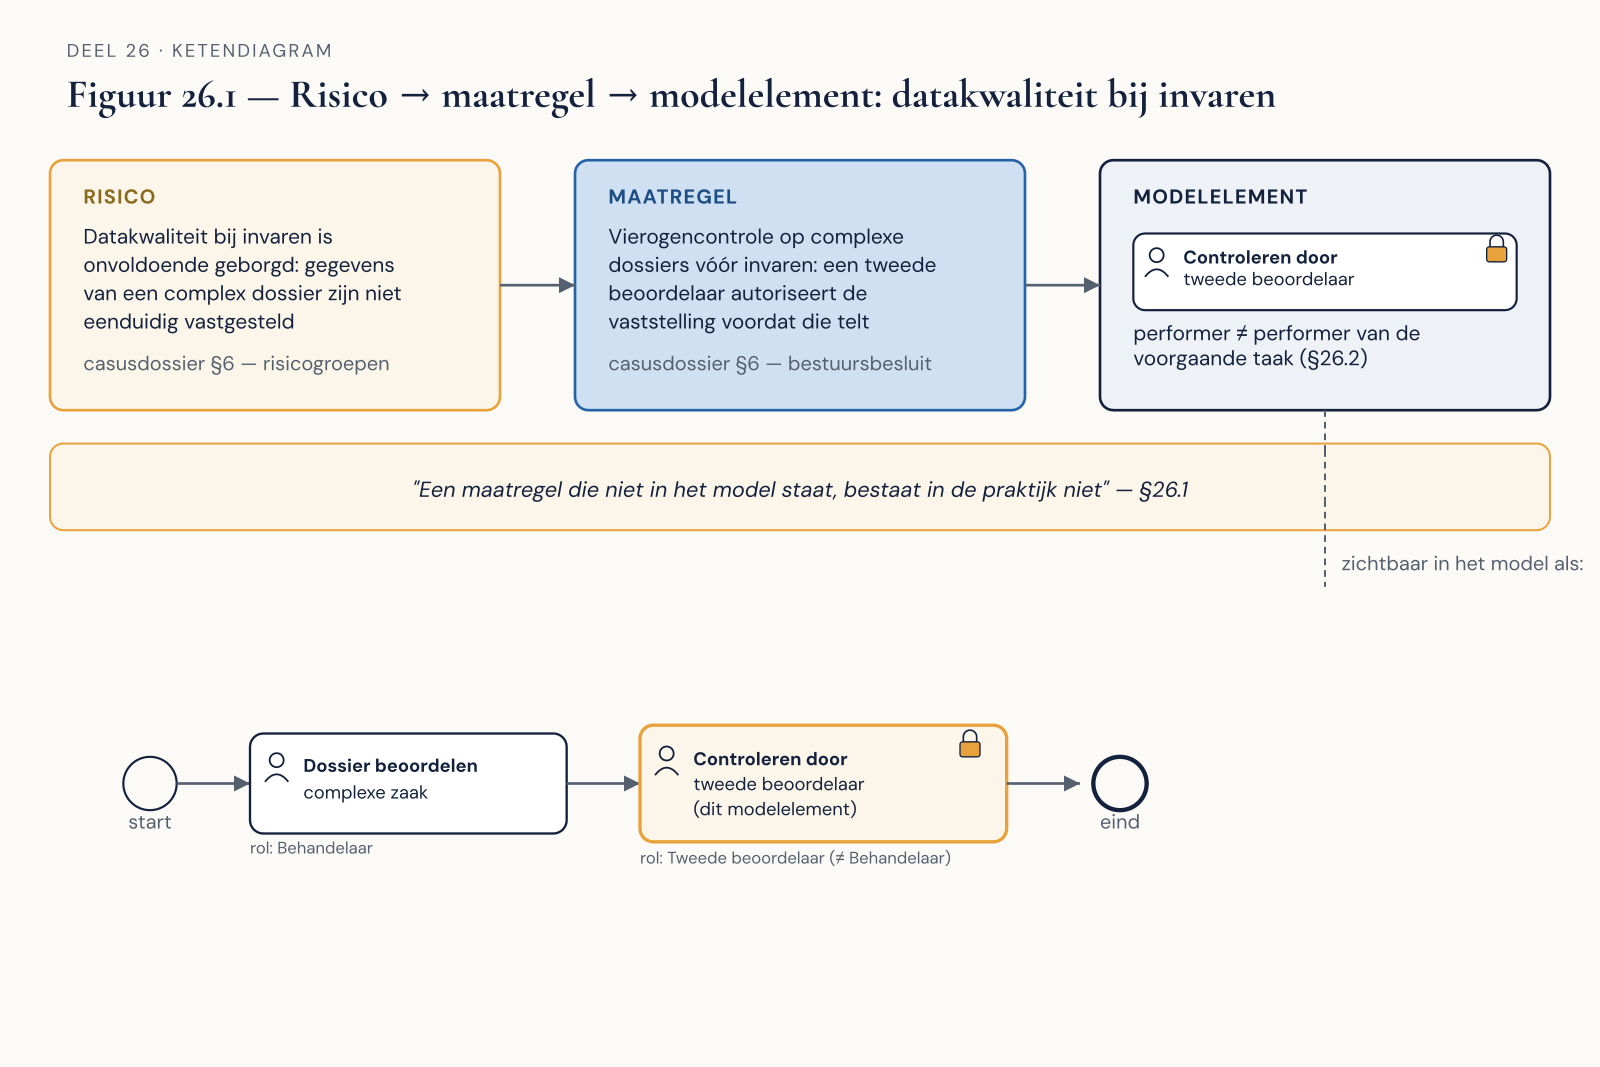 DEEL 26 · KETENDIAGRAM
Figuur 26.1 — Risico → maatregel → modelelement: datakwaliteit bij invaren
RISICO
Datakwaliteit bij invaren is
onvoldoende geborgd: gegevens
van een complex dossier zijn niet
eenduidig vastgesteld
casusdossier §6 — risicogroepen
MAATREGEL
Vierogencontrole op complexe
dossiers vóór invaren: een tweede
beoordelaar autoriseert de
vaststelling voordat die telt
casusdossier §6 — bestuursbesluit
MODELELEMENT
Controleren door
tweede beoordelaar
performer ≠ performer van de
voorgaande taak (§26.2)
"Een maatregel die niet in het model staat, bestaat in de praktijk niet" — §26.1
zichtbaar in het model als:
start
Dossier beoordelen
complexe zaak
rol: Behandelaar
Controleren door
tweede beoordelaar
(dit modelelement)
rol: Tweede beoordelaar (≠ Behandelaar)
eind